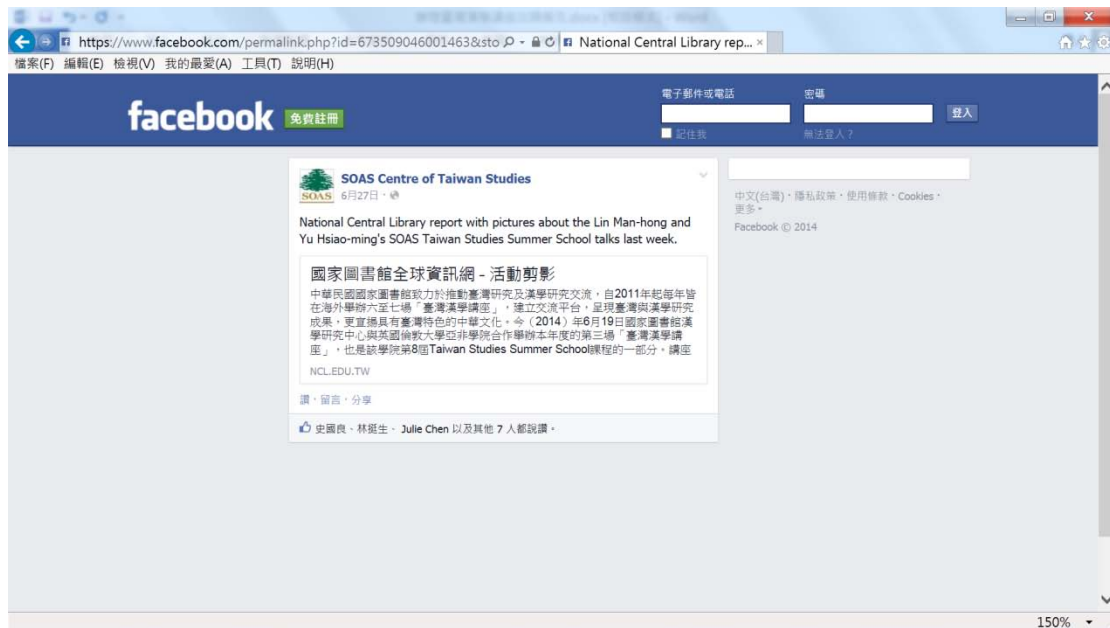 https://www.facebook.com/permalink.php?id=673509046001463&sto
National Central Library rep...
檔案(F) 編輯(E) 檢視(V) 我的最愛(A) 工具(T) 說明(H)
facebook 免費註冊
電子郵件或電話 密碼
登入
記住我 無法登入？
SOAS Centre of Taiwan Studies
SOAS 6月27日 ·
National Central Library report with pictures about the Lin Man-hong and
Yu Hsiao-ming's SOAS Taiwan Studies Summer School talks last week.
國家圖書館全球資訊網 - 活動剪影
中華民國國家圖書館致力於推動臺灣研究及漢學研究交流，自2011年起每年皆
在海外舉辦六至七場「臺灣漢學講座」，建立交流平台，呈現臺灣與漢學研究
成果，更宣揚具有臺灣特色的中華文化。今（2014）年6月19日國家圖書館漢
學研究中心與英國倫敦大學亞非學院合作舉辦本年度的第三場「臺灣漢學講
座」，也是該學院第8屆Taiwan Studies Summer School課程的一部分。講座
NCL.EDU.TW
讚 · 留言 · 分享
史國良、林挺生、 Julie Chen 以及其他 7 人都說讚。
中文(台灣) · 隱私政策 · 使用條款 · Cookies ·
更多
Facebook © 2014
150%